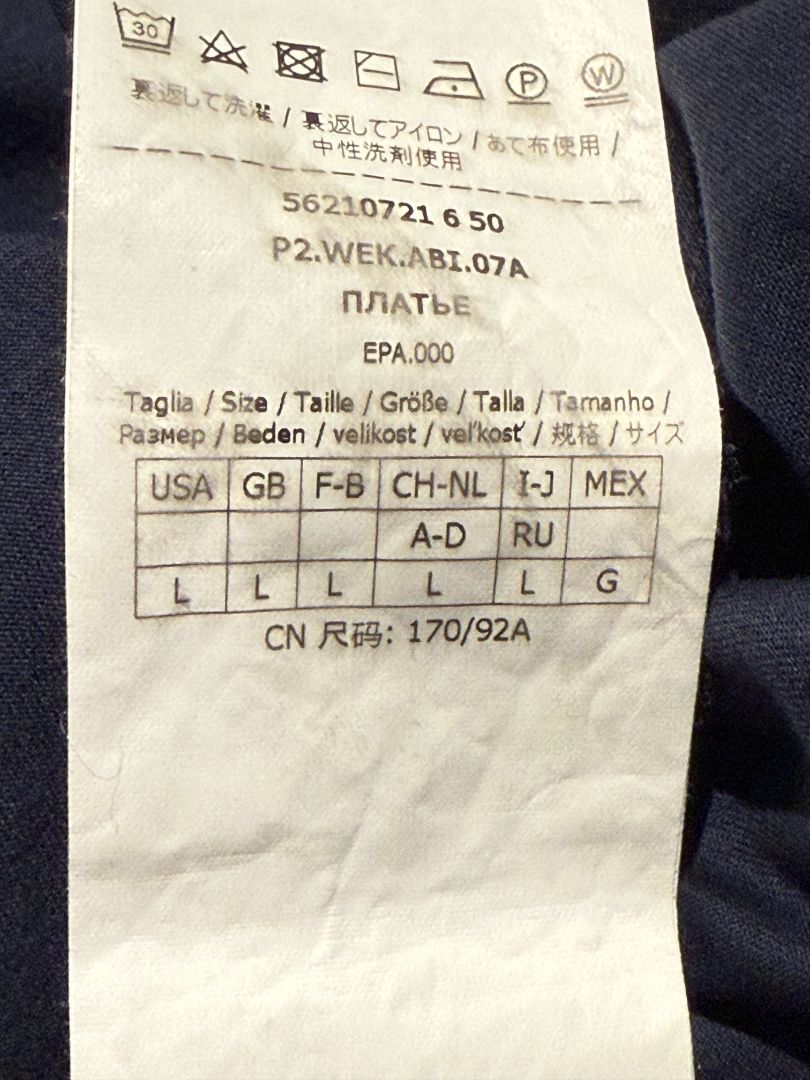 30 P W
裏返して洗濯 / 裏返してアイロン / あて布使用 /
中性洗剤使用
56210721 6 50
P2.WEK.ABI.07A
ПЛАТЬЕ
EPA.000
Taglia / Size / Taille / Größe / Talla / Tamanho /
Размер / Beden / velikost / veľkosť / 规格 / サイズ
USA GB F-B CH-NL I-J MEX
A-D RU
L L L L L G
CN 尺码: 170/92A